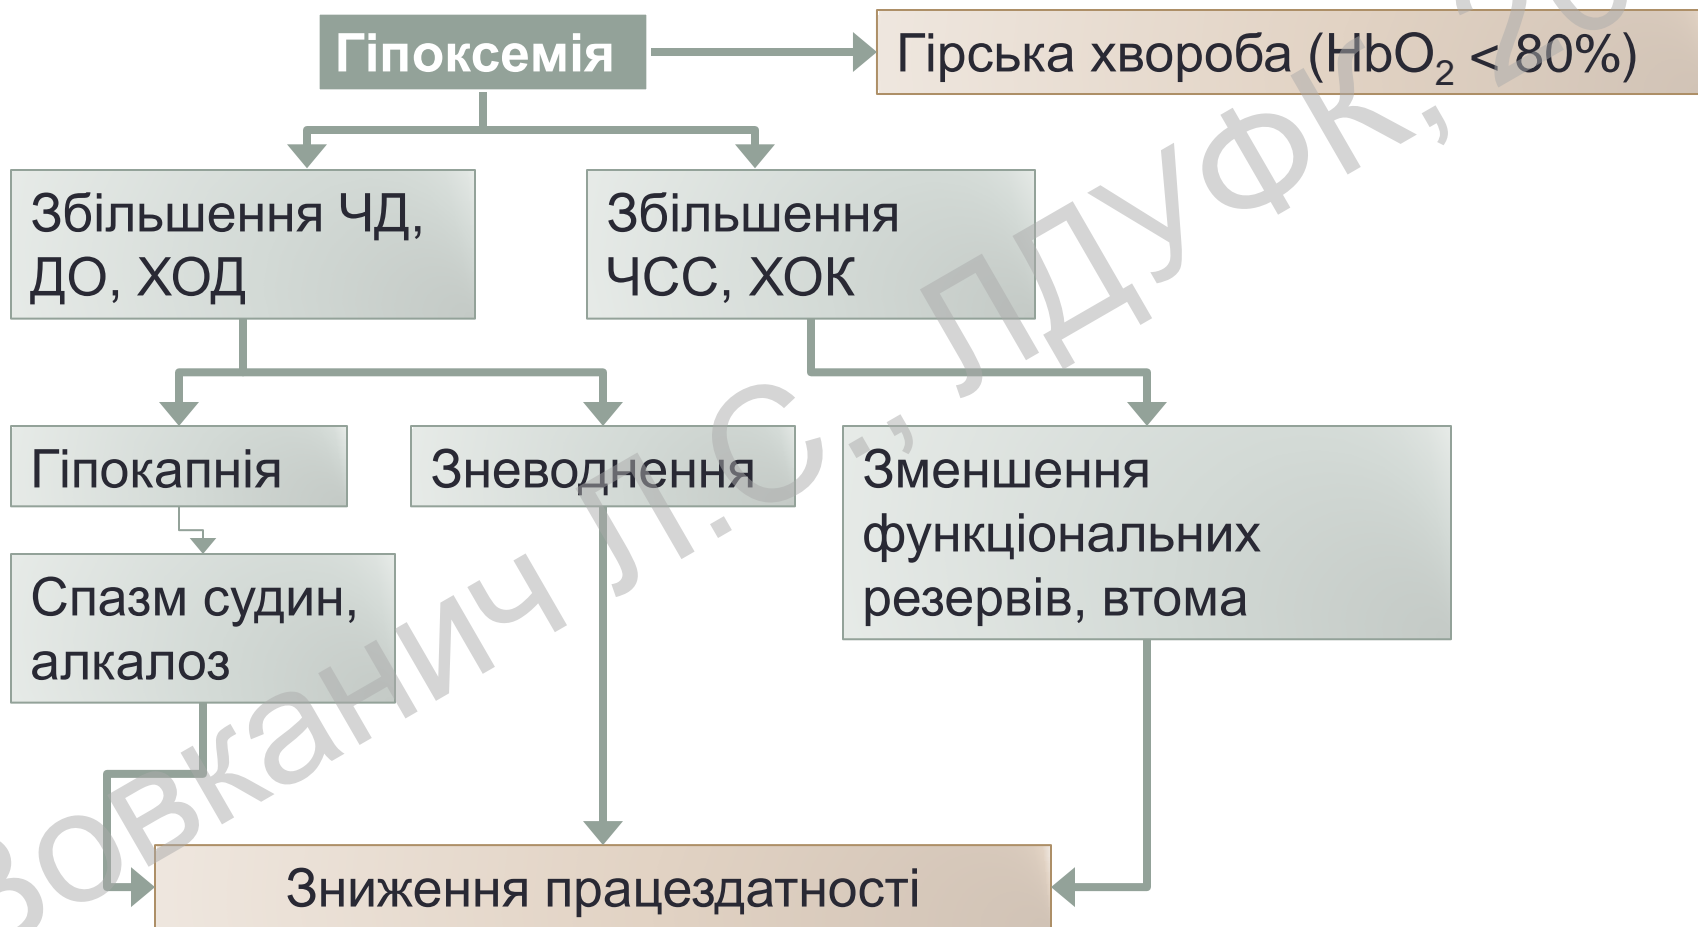 Гіпоксемія
Гірська хвороба (HbO₂ < 80%)
Збільшення ЧД,
ДО, ХОД
Збільшення
ЧСС, ХОК
Гіпокапнія
Зневоднення
Зменшення
функціональних
резервів, втома
Спазм судин,
алкалоз
Зниження працездатності
Вовканич Л.С., ЛДУФК, 20